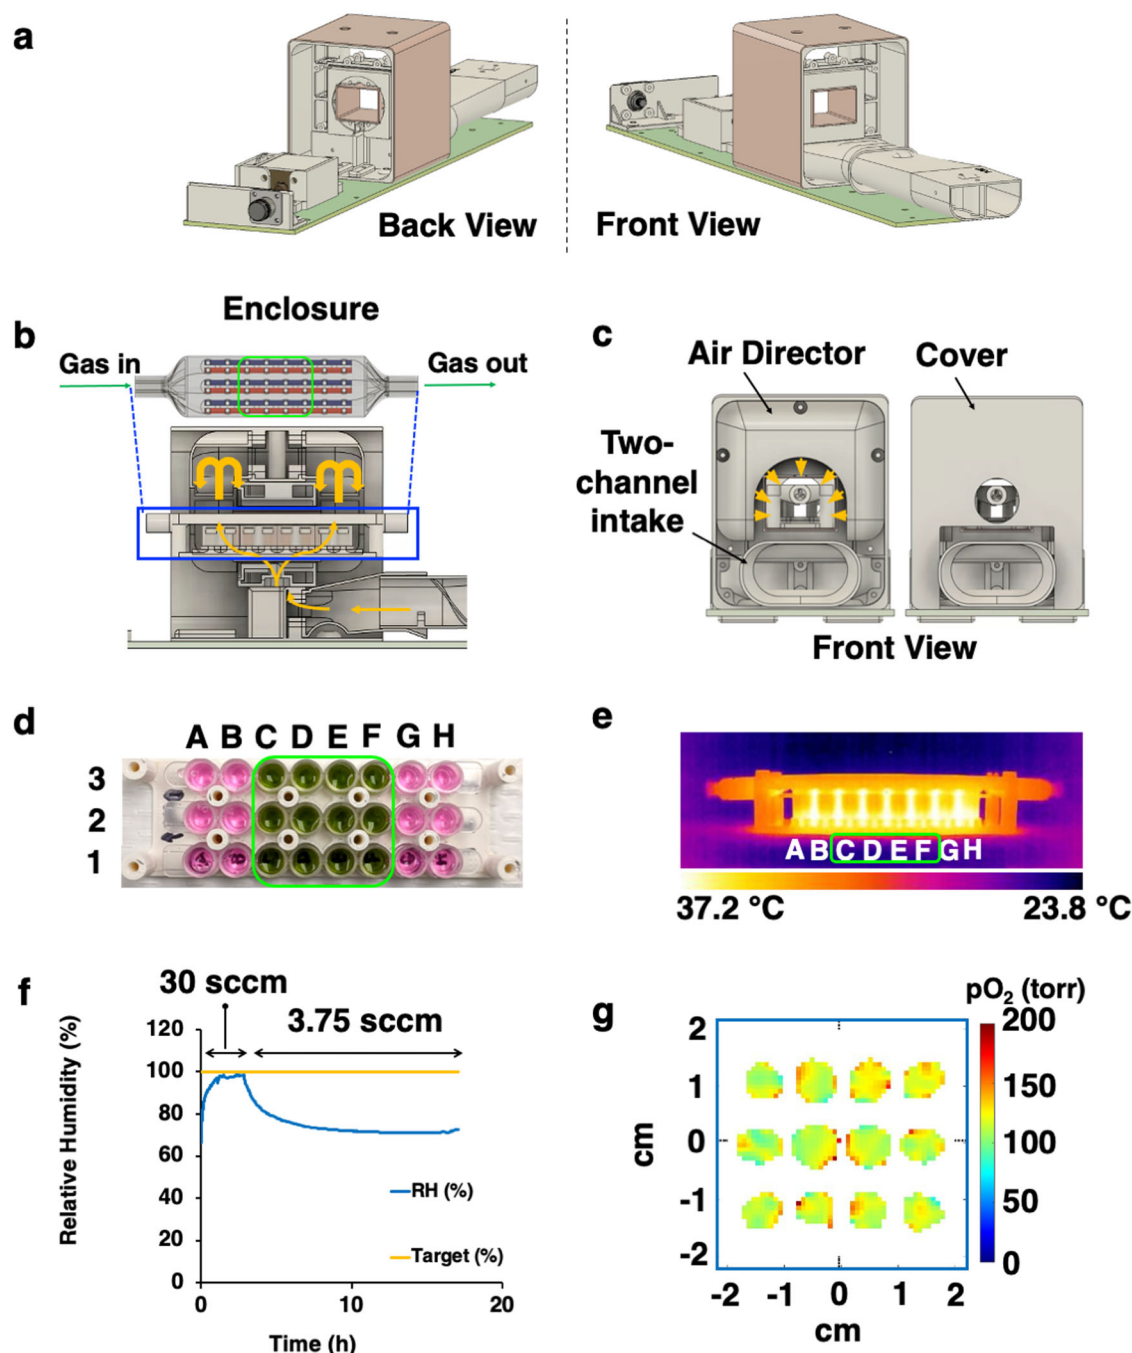 a
Back View
Front View
Enclosure
b
Gas in
Gas out
c
Air Director
Cover
Two-
channel
intake
Front View
d
A B C D E F G H
3
2
1
e
A B C D E F G H
37.2 °C
23.8 °C
f
30 sccm
3.75 sccm
Relative Humidity (%)
120
100
80
60
40
20
0
RH (%)
Target (%)
0
10
20
Time (h)
g
pO2 (torr)
2
1
0
-1
-2
cm
-2
-1
0
1
2
cm
200
150
100
50
0